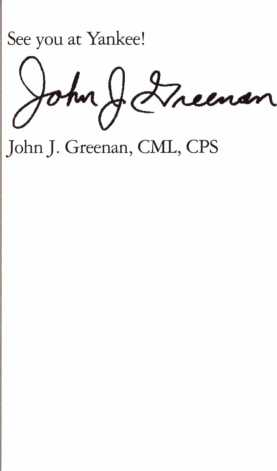 See you at Yankee!
John J Greenan
John J. Greenan, CML, CPS